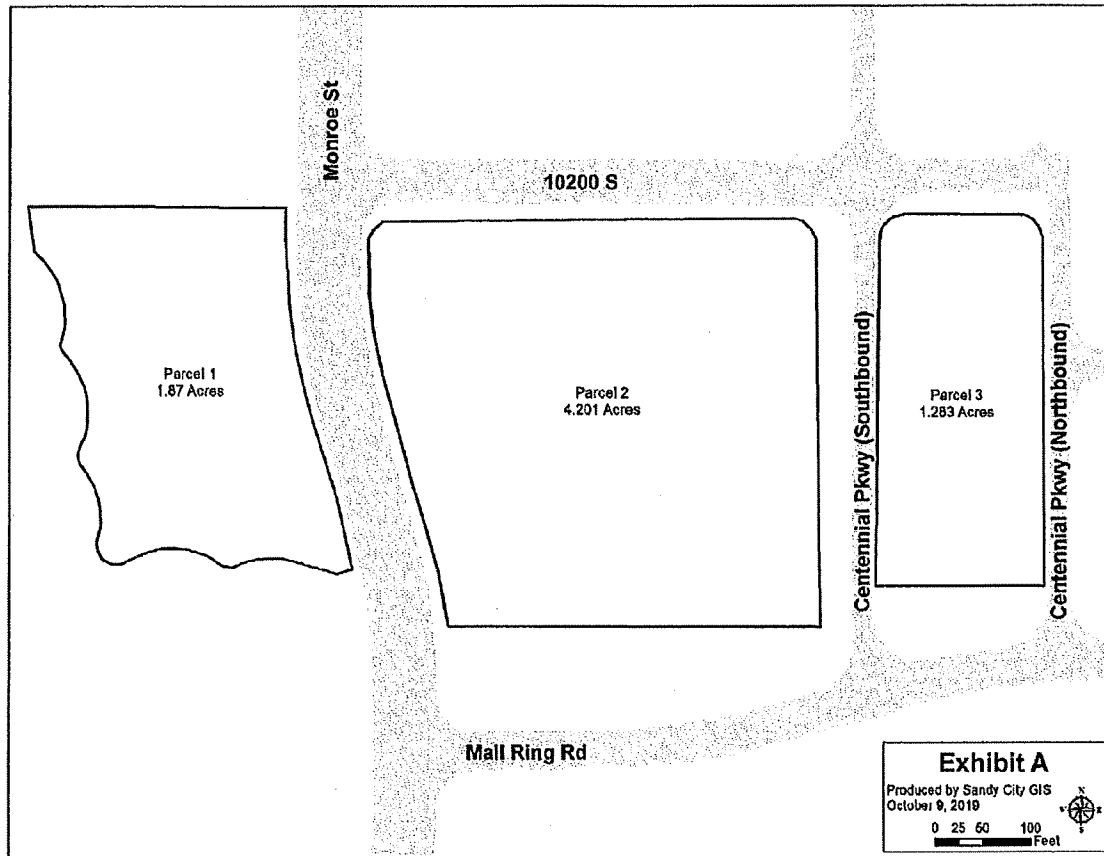 Monroe St
10200 S
Parcel 1
1.87 Acres
Parcel 2
4.201 Acres
Centennial Pkwy (Southbound)
Parcel 3
1.283 Acres
Centennial Pkwy (Northbound)
Mall Ring Rd
Exhibit A
Produced by Sandy City GIS
October 9, 2019
N
0 25 50 100
Feet